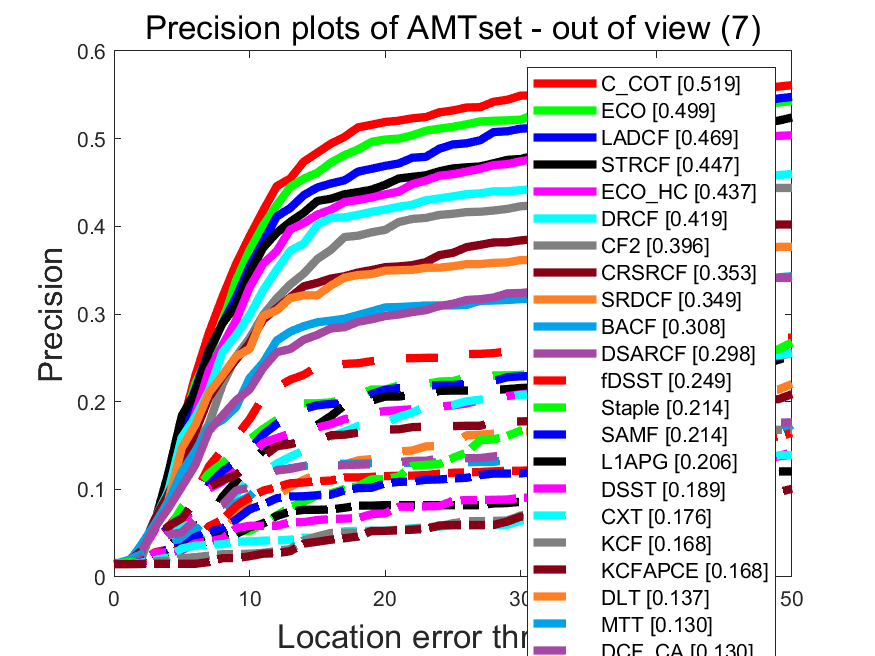 Precision plots of AMTset - out of view (7)
0.6
0.5
0.4
0.3
0.2
0.1
0
Precision
0
10
20
30
50
Location error thr
C_COT [0.519]
ECO [0.499]
LADCF [0.469]
STRCF [0.447]
ECO_HC [0.437]
DRCF [0.419]
CF2 [0.396]
CRSRCF [0.353]
SRDCF [0.349]
BACF [0.308]
DSARCF [0.298]
fDSST [0.249]
Staple [0.214]
SAMF [0.214]
L1APG [0.206]
DSST [0.189]
CXT [0.176]
KCF [0.168]
KCFAPCE [0.168]
DLT [0.137]
MTT [0.130]
DCF_CA [0.130]